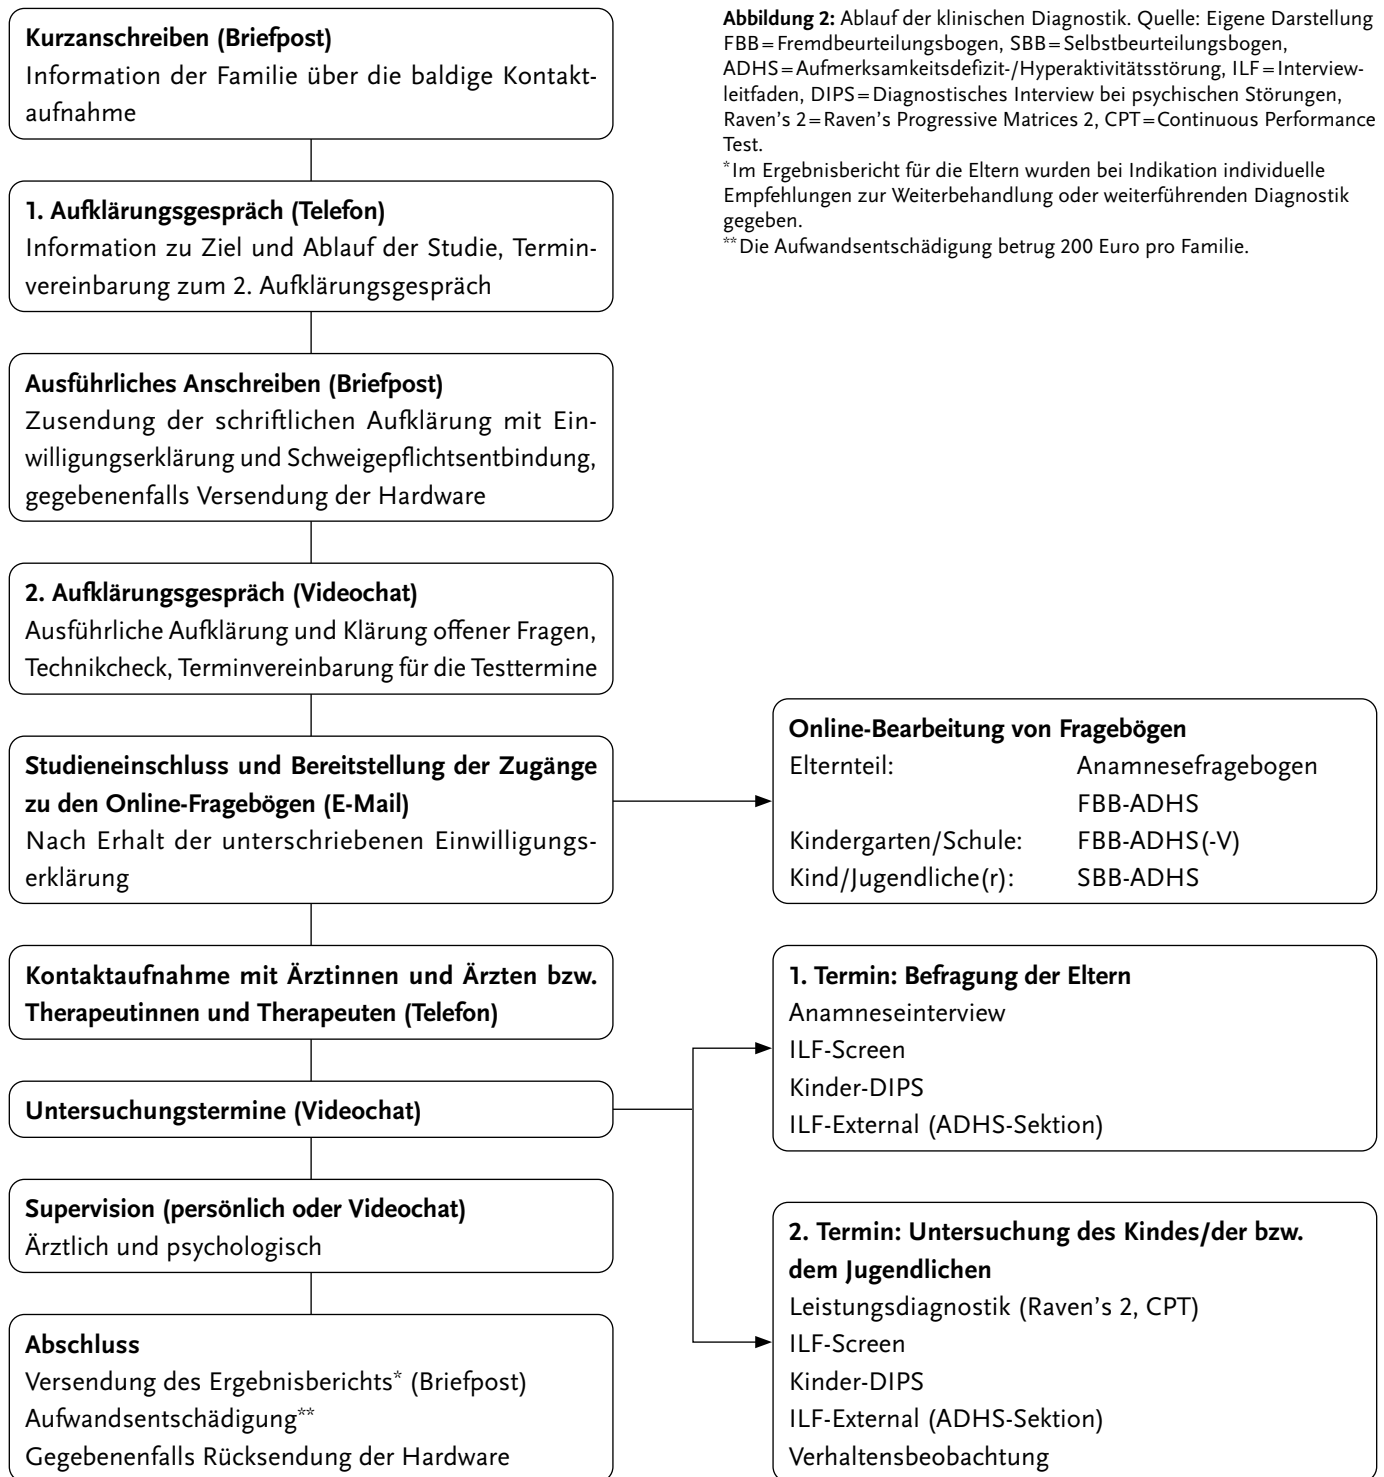 Kurzanschreiben (Briefpost)
Information der Familie über die baldige Kontakt-
aufnahme
1. Aufklärungsgespräch (Telefon)
Information zu Ziel und Ablauf der Studie, Termin-
vereinbarung zum 2. Aufklärungsgespräch
Ausführliches Anschreiben (Briefpost)
Zusendung der schriftlichen Aufklärung mit Ein-
willigungserklärung und Schweigepflichtsentbindung,
gegebenenfalls Versendung der Hardware
2. Aufklärungsgespräch (Videochat)
Ausführliche Aufklärung und Klärung offener Fragen,
Technikcheck, Terminvereinbarung für die Testtermine
Studieneinschluss und Bereitstellung der Zugänge
zu den Online-Fragebögen (E-Mail)
Nach Erhalt der unterschriebenen Einwilligungs-
erklärung
Kontaktaufnahme mit Ärztinnen und Ärzten bzw.
Therapeutinnen und Therapeuten (Telefon)
Untersuchungstermine (Videochat)
Supervision (persönlich oder Videochat)
Ärztlich und psychologisch
Abschluss
Versendung des Ergebnisberichts* (Briefpost)
Aufwandsentschädigung**
Gegebenenfalls Rücksendung der Hardware
Abbildung 2: Ablauf der klinischen Diagnostik. Quelle: Eigene Darstellung
FBB=Fremdbeurteilungsbogen, SBB=Selbstbeurteilungsbogen,
ADHS=Aufmerksamkeitsdefizit-/Hyperaktivitätsstörung, ILF=Interview-
leitfaden, DIPS=Diagnostisches Interview bei psychischen Störungen,
Raven's 2=Raven's Progressive Matrices 2, CPT=Continuous Performance
Test.
*Im Ergebnisbericht für die Eltern wurden bei Indikation individuelle
Empfehlungen zur Weiterbehandlung oder weiterführenden Diagnostik
gegeben.
**Die Aufwandsentschädigung betrug 200 Euro pro Familie.
Online-Bearbeitung von Fragebögen
Elternteil: Anamnesefragebogen
FBB-ADHS
Kindergarten/Schule: FBB-ADHS(-V)
Kind/Jugendliche(r): SBB-ADHS
1. Termin: Befragung der Eltern
Anamneseinterview
ILF-Screen
Kinder-DIPS
ILF-External (ADHS-Sektion)
2. Termin: Untersuchung des Kindes/der bzw.
dem Jugendlichen
Leistungsdiagnostik (Raven's 2, CPT)
ILF-Screen
Kinder-DIPS
ILF-External (ADHS-Sektion)
Verhaltensbeobachtung